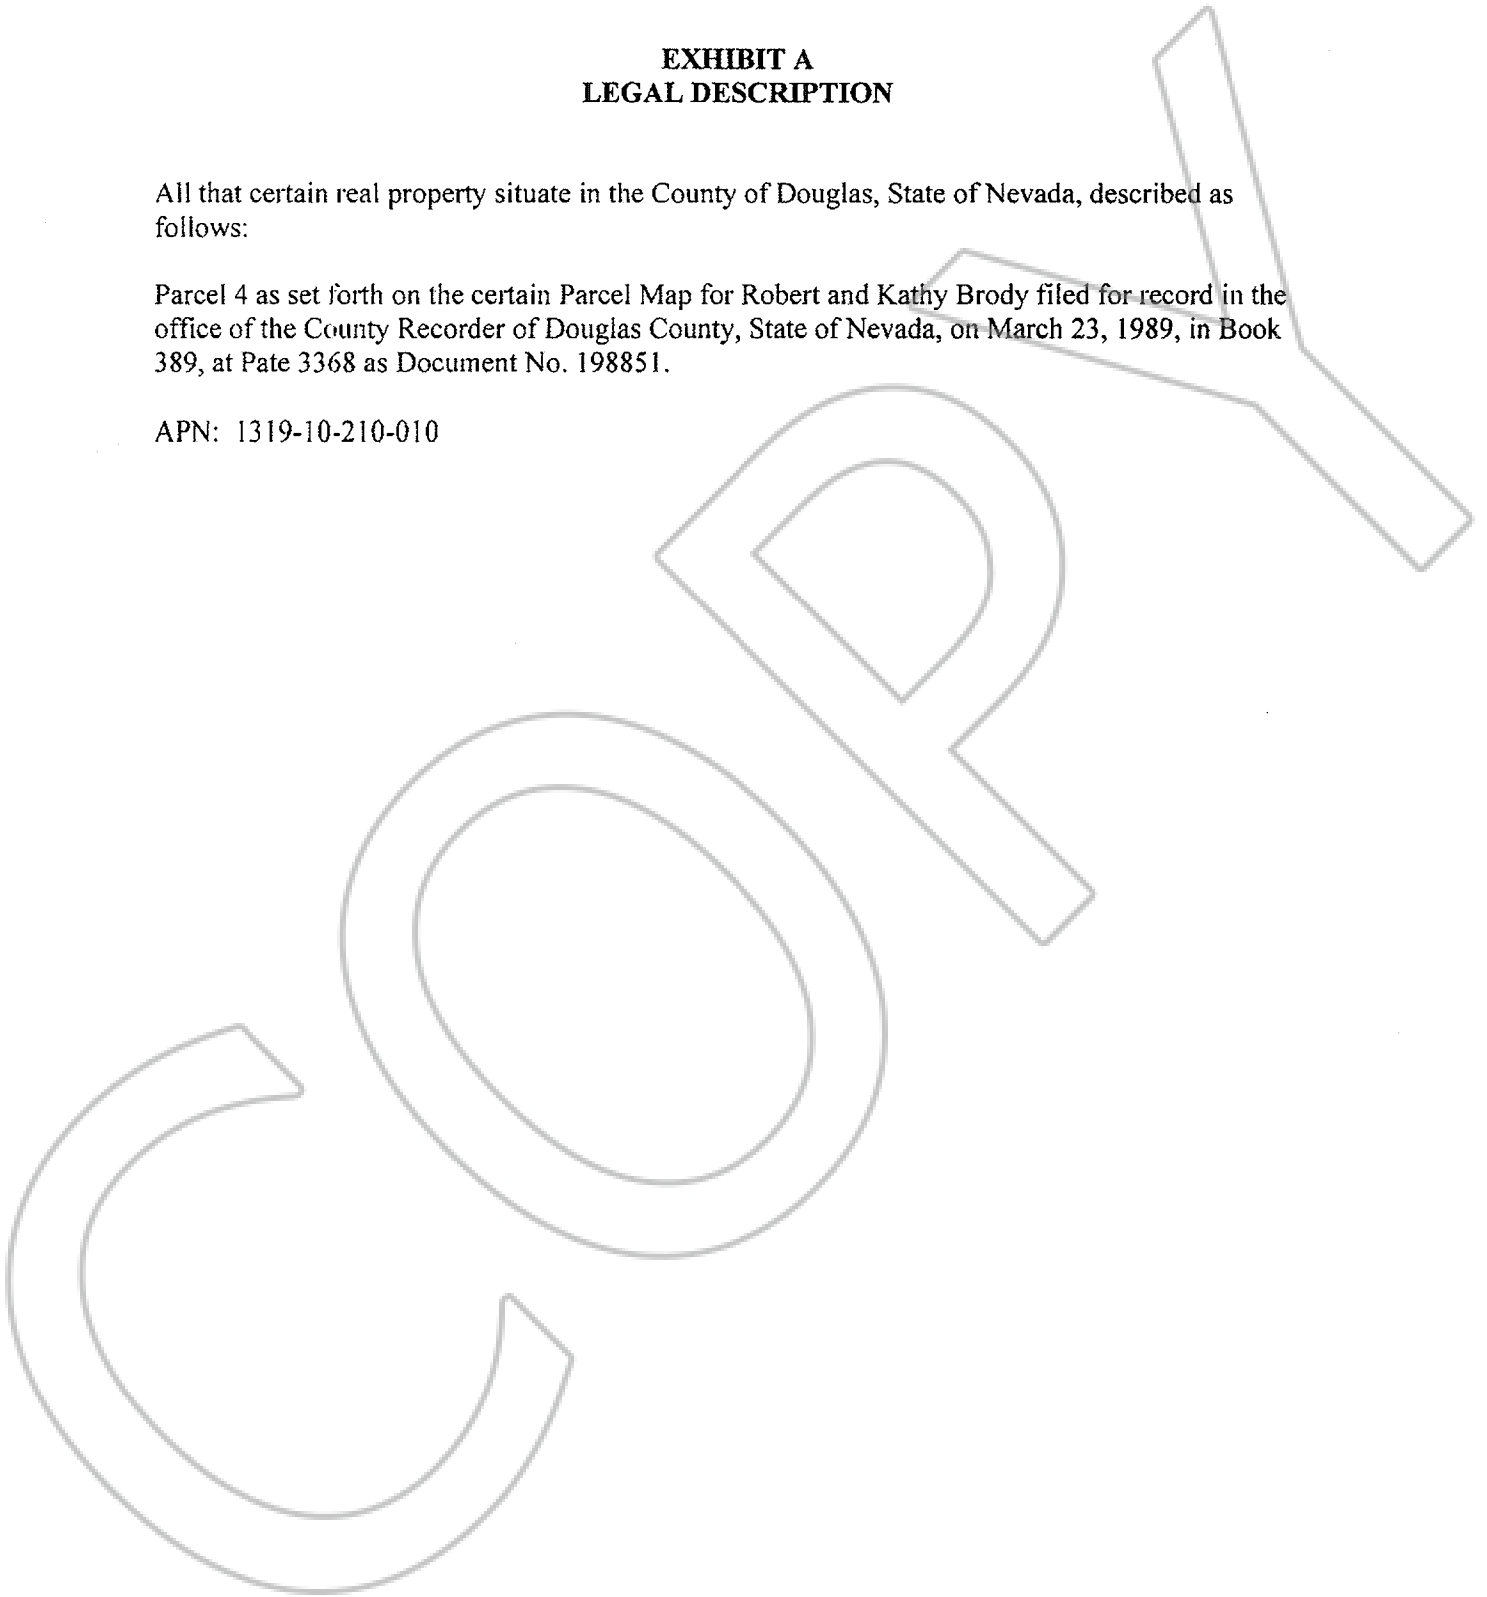 EXHIBIT A
LEGAL DESCRIPTION
All that certain real property situate in the County of Douglas, State of Nevada, described as
follows:
Parcel 4 as set forth on the certain Parcel Map for Robert and Kathy Brody filed for record in the
office of the County Recorder of Douglas County, State of Nevada, on March 23, 1989, in Book
389, at Pate 3368 as Document No. 198851.
APN: 1319-10-210-010
COPY